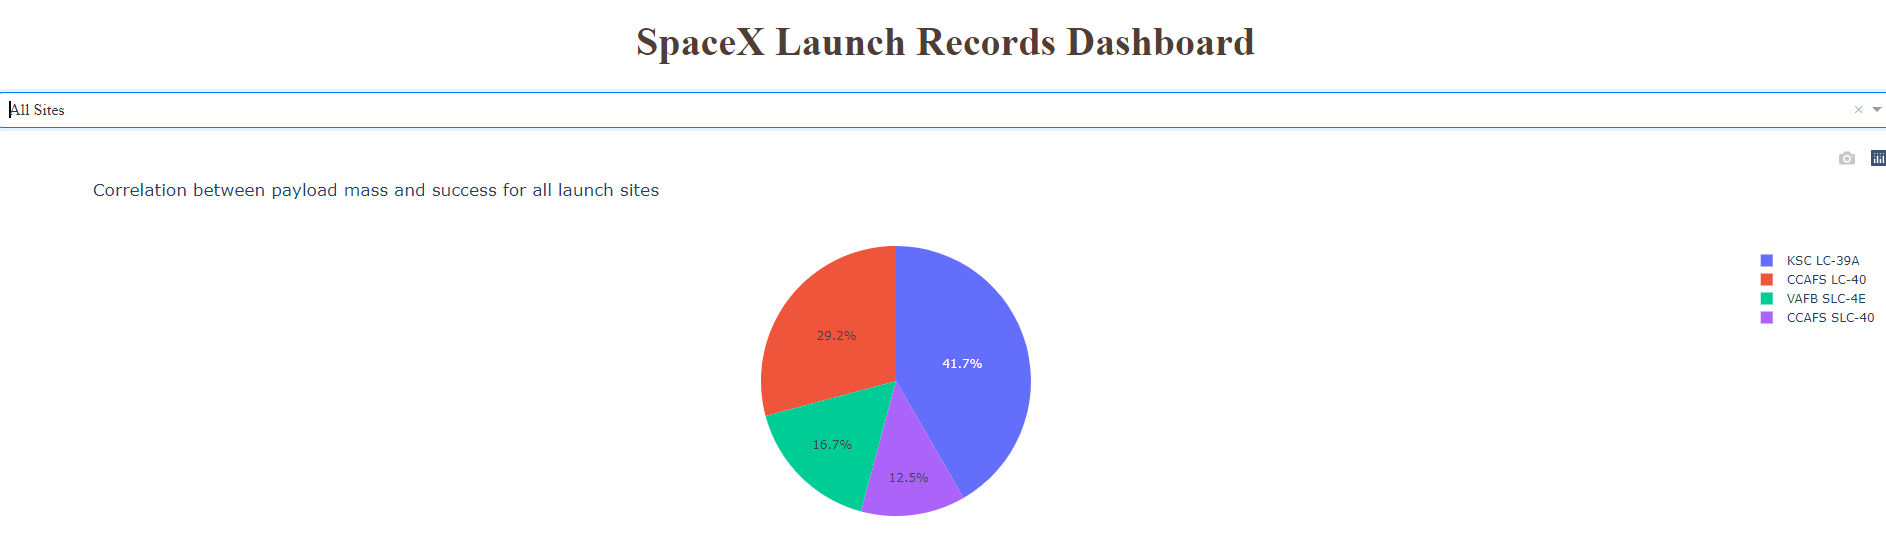 SpaceX Launch Records Dashboard
All Sites
Correlation between payload mass and success for all launch sites
KSC LC-39A
CCAFS LC-40
VAFB SLC-4E
CCAFS SLC-40
29.2%
41.7%
16.7%
12.5%